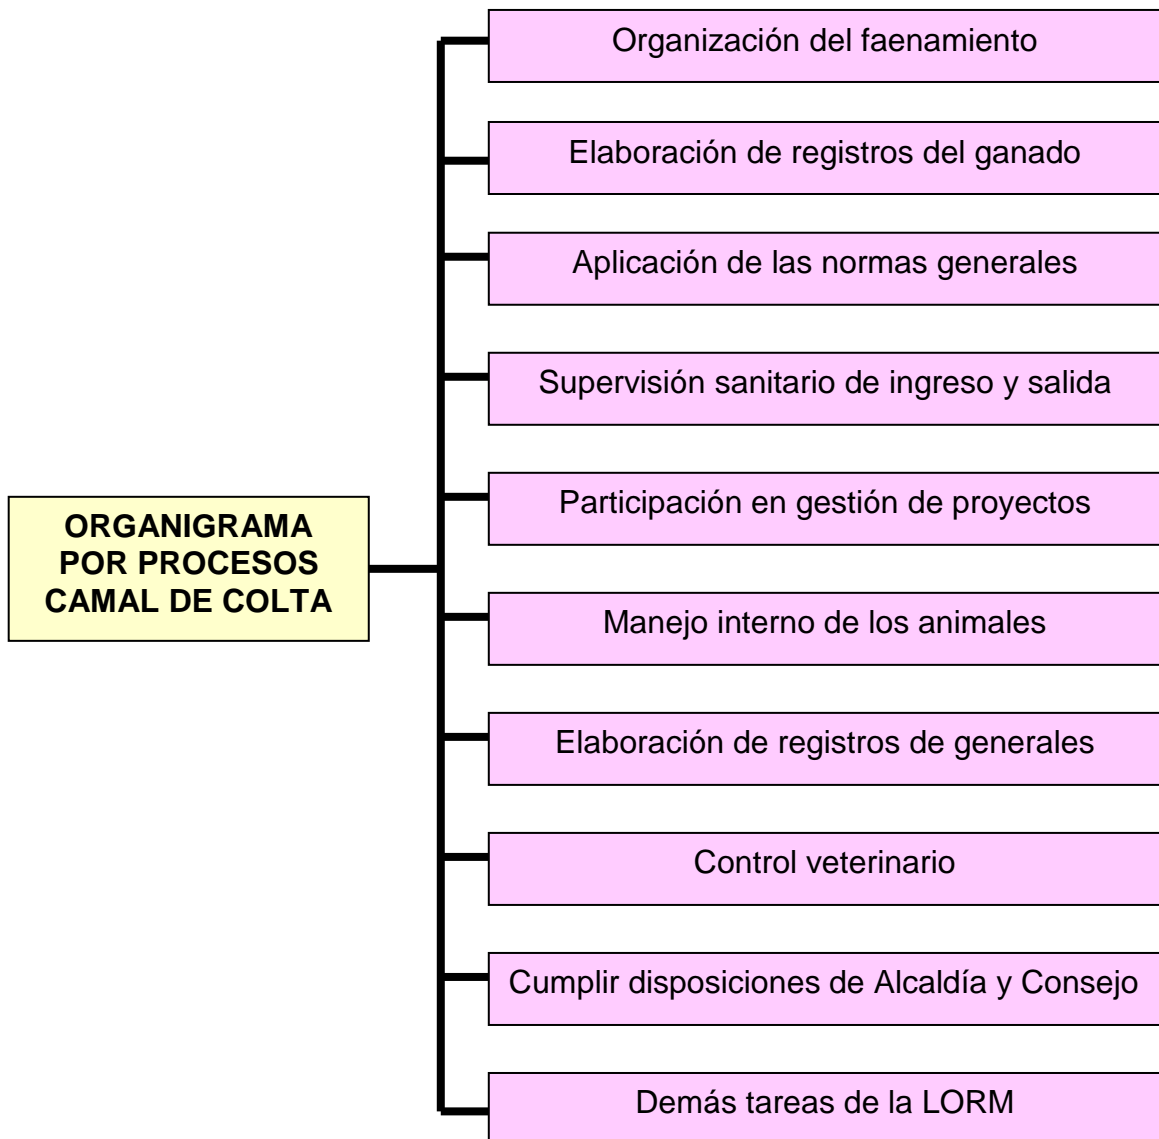 Organización del faenamiento
Elaboración de registros del ganado
Aplicación de las normas generales
Supervisión sanitario de ingreso y salida
Participación en gestión de proyectos
ORGANIGRAMA
POR PROCESOS
CAMAL DE COLTA
Manejo interno de los animales
Elaboración de registros de generales
Control veterinario
Cumplir disposiciones de Alcaldía y Consejo
Demás tareas de la LORM